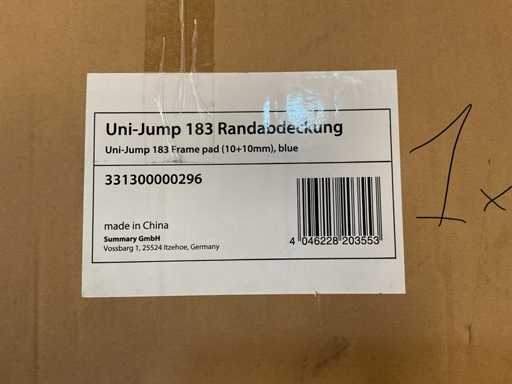 Uni-Jump 183 Randabdeckung
Uni-Jump 183 Frame pad (10+10mm), blue
331300000296
made in China
Summary GmbH
Vossbarg 1, 25524 Itzehoe, Germany
4 046228 203553
1 x